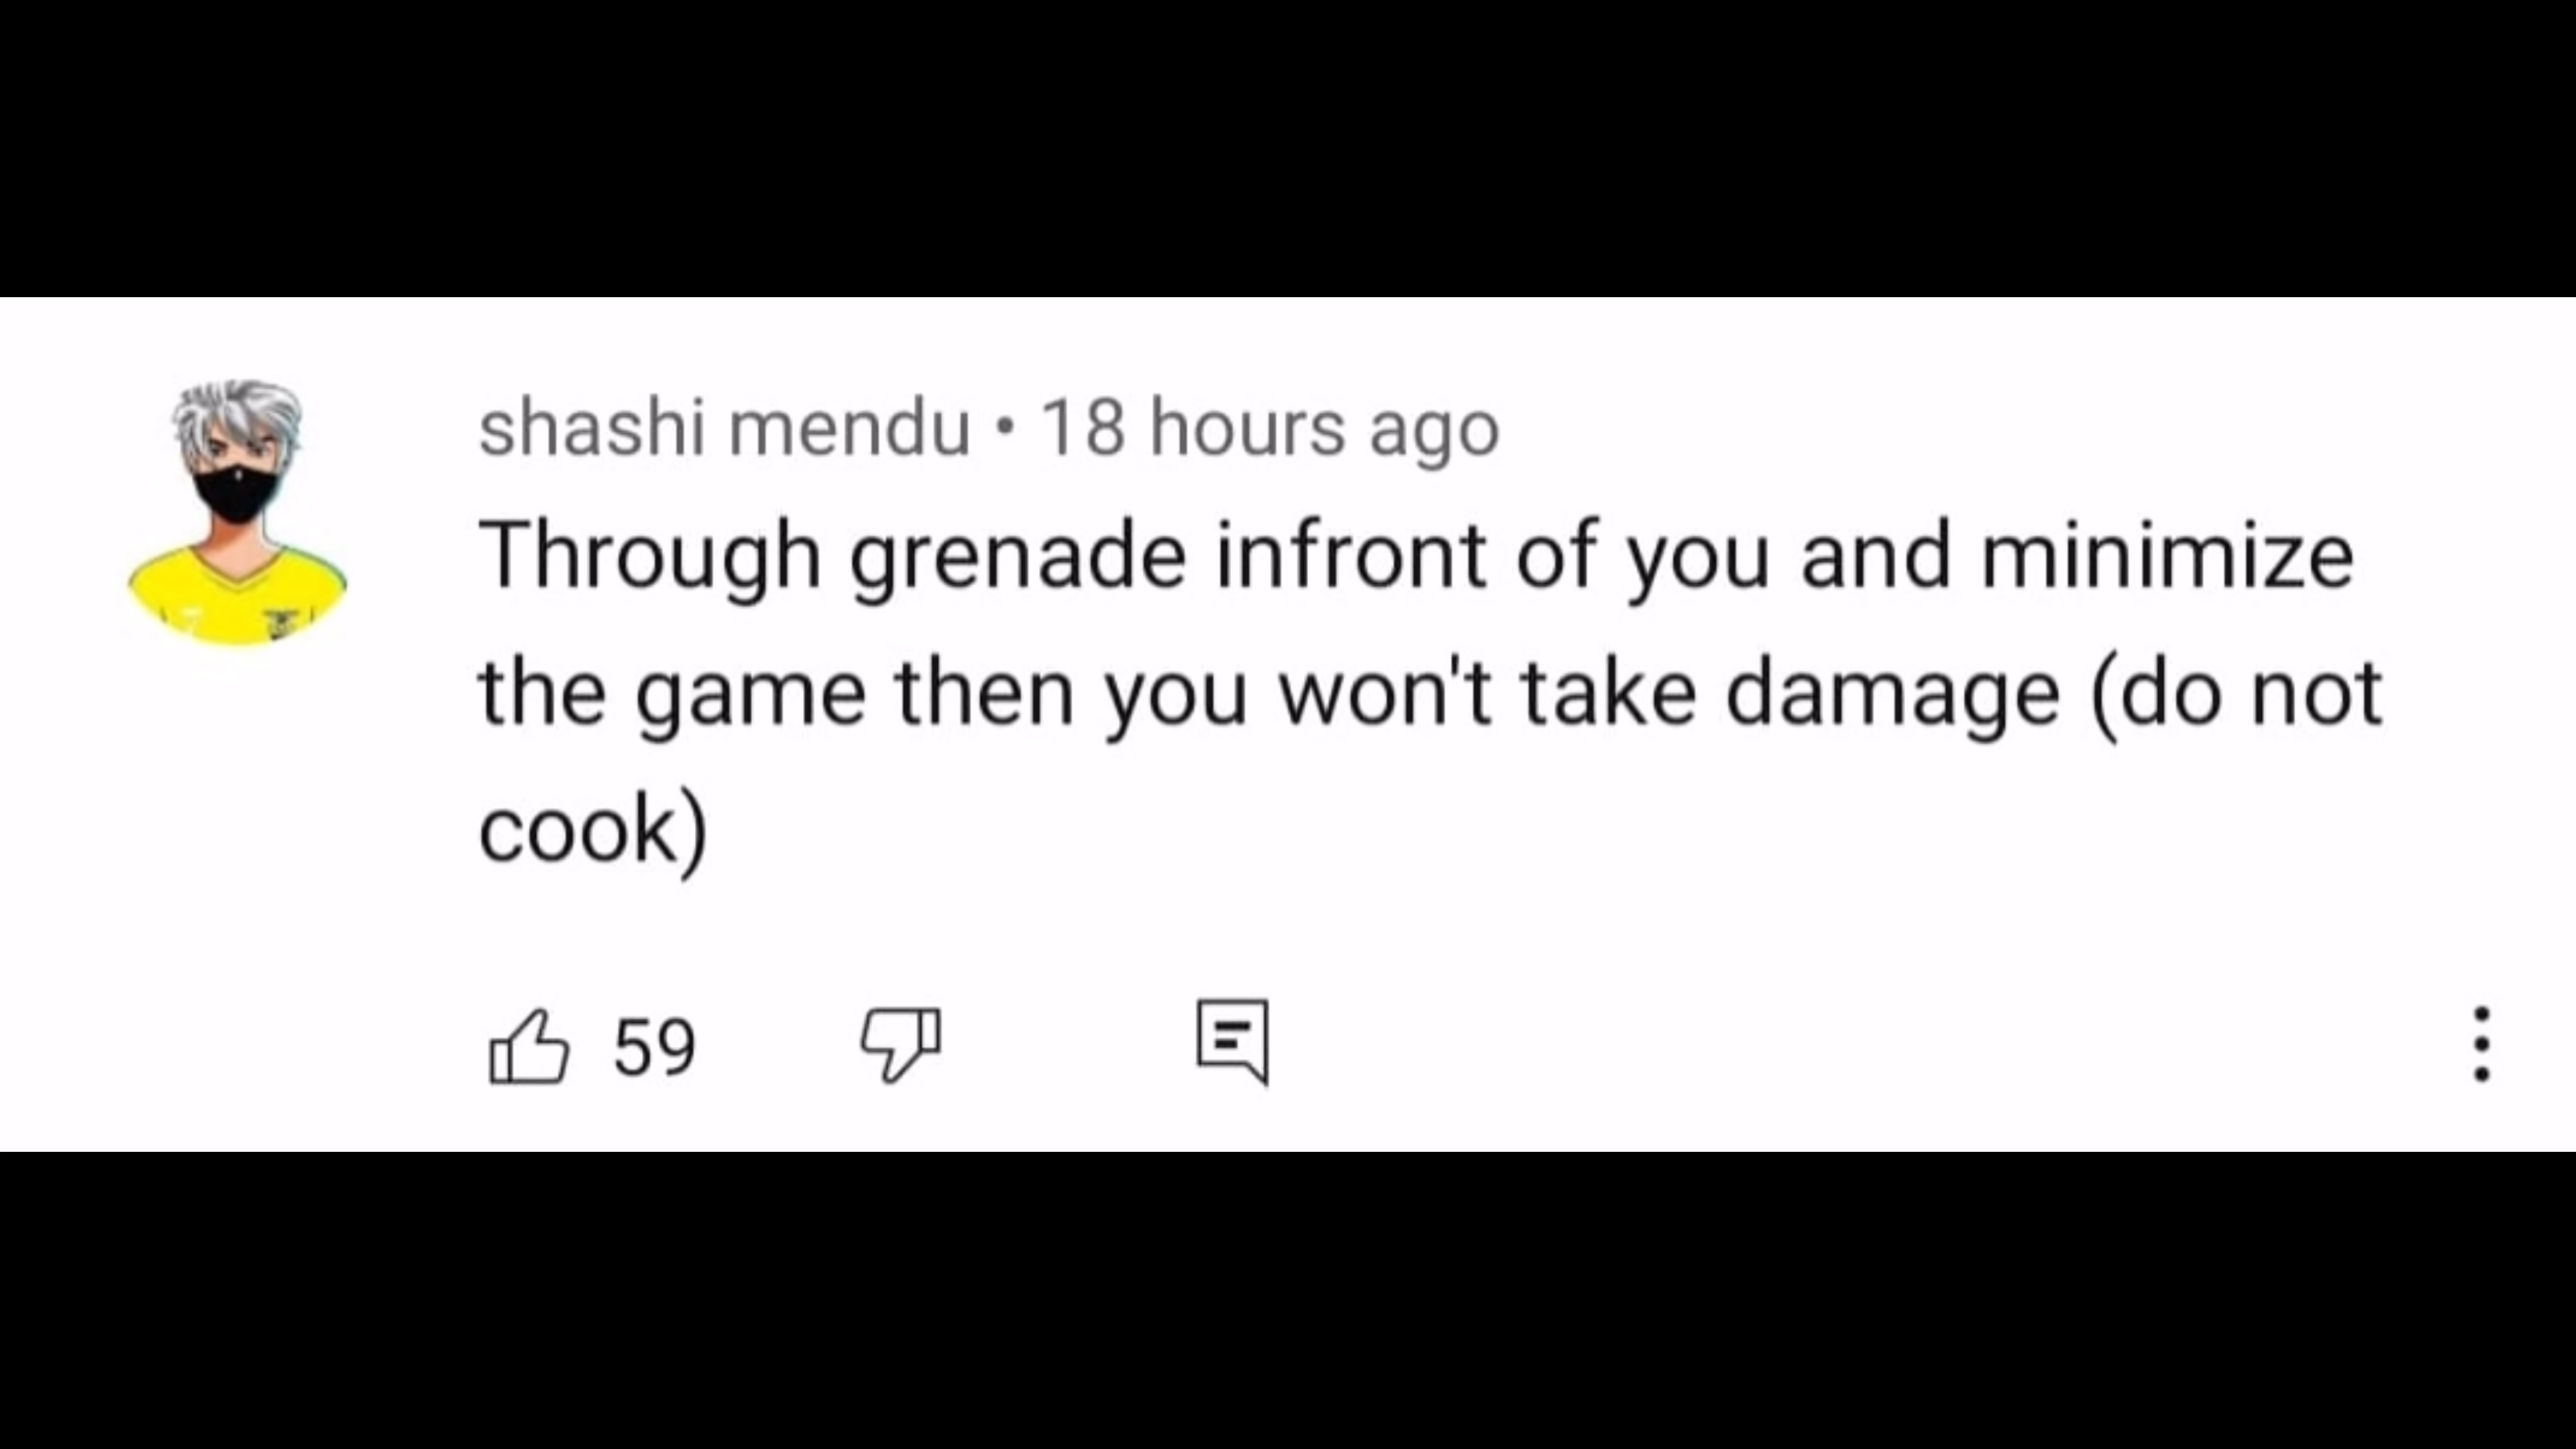 shashi mendu • 18 hours ago
Through grenade infront of you and minimize
the game then you won't take damage (do not
cook)
59